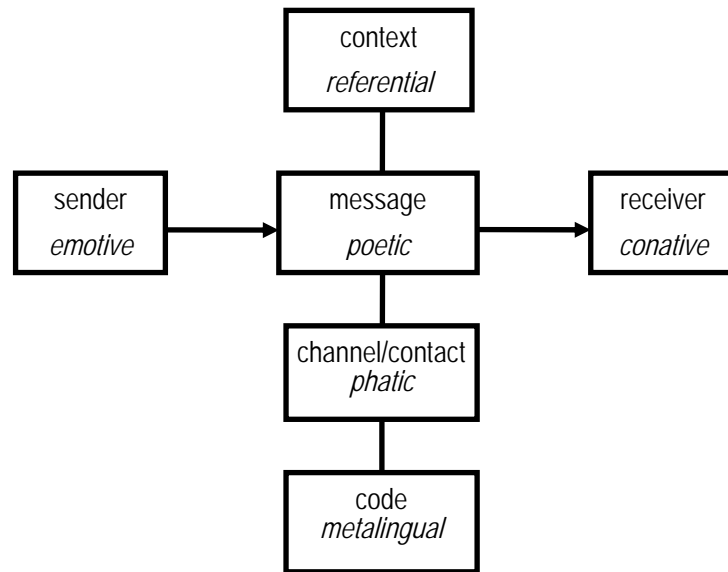 context
referential
sender
emotive
message
poetic
receiver
conative
channel/contact
phatic
code
metalingual